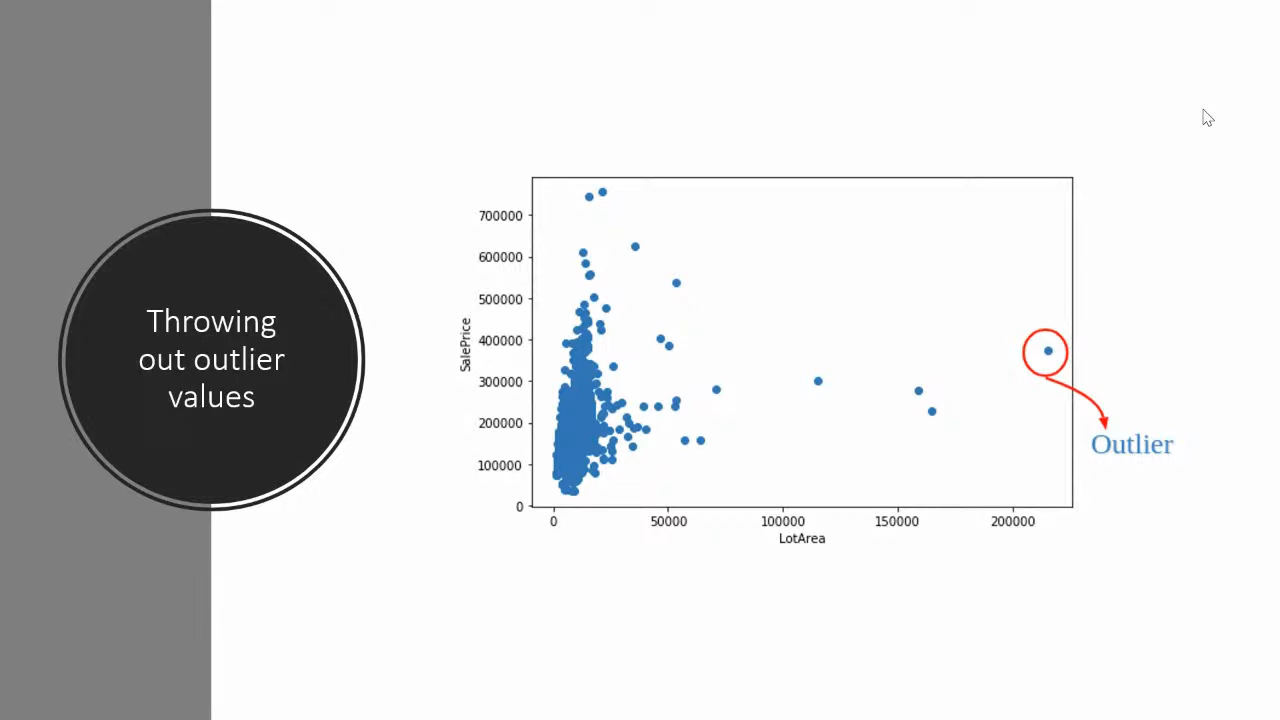 Throwing
out outlier
values
SalePrice
700000
600000
500000
400000
300000
200000
100000
0
0 50000 100000 150000 200000
LotArea
Outlier